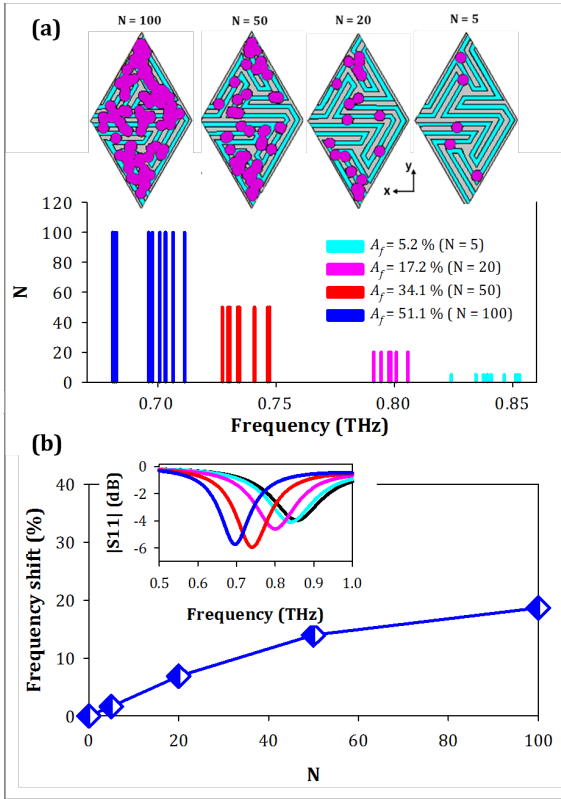 (a)
N = 100 N = 50 N = 20 N = 5
y
x
120
100
80
60
40
20
0
N
A_f = 5.2 % (N = 5)
A_f = 17.2 % (N = 20)
A_f = 34.1 % (N = 50)
A_f = 51.1 % ( N = 100)
0.70 0.75 0.80 0.85
Frequency (THz)
(b)
0
-2
-4
-6
|S11| (dB)
0.5 0.6 0.7 0.8 0.9 1.0
Frequency (THz)
40
30
20
10
0
Frequency shift (%)
0 20 40 60 80 100
N